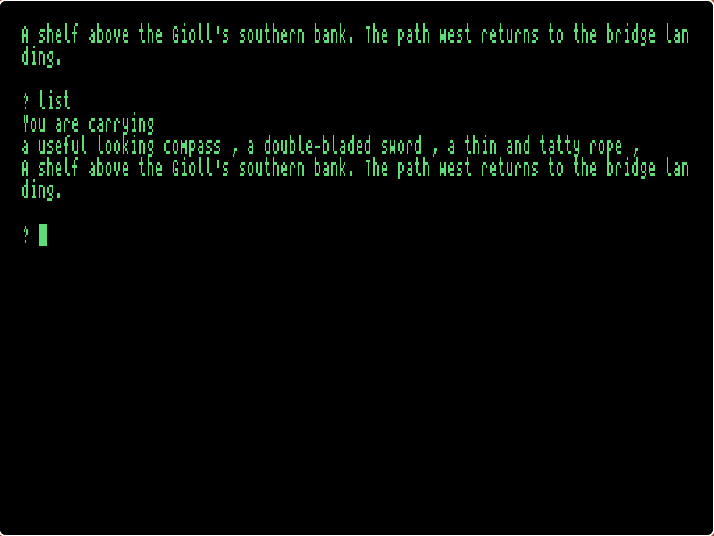 A shelf above the Gioll's southern bank. The path west returns to the bridge lan
ding.
? list
You are carrying
a useful looking compass , a double-bladed sword , a thin and tatty rope ,
A shelf above the Gioll's southern bank. The path west returns to the bridge lan
ding.
?